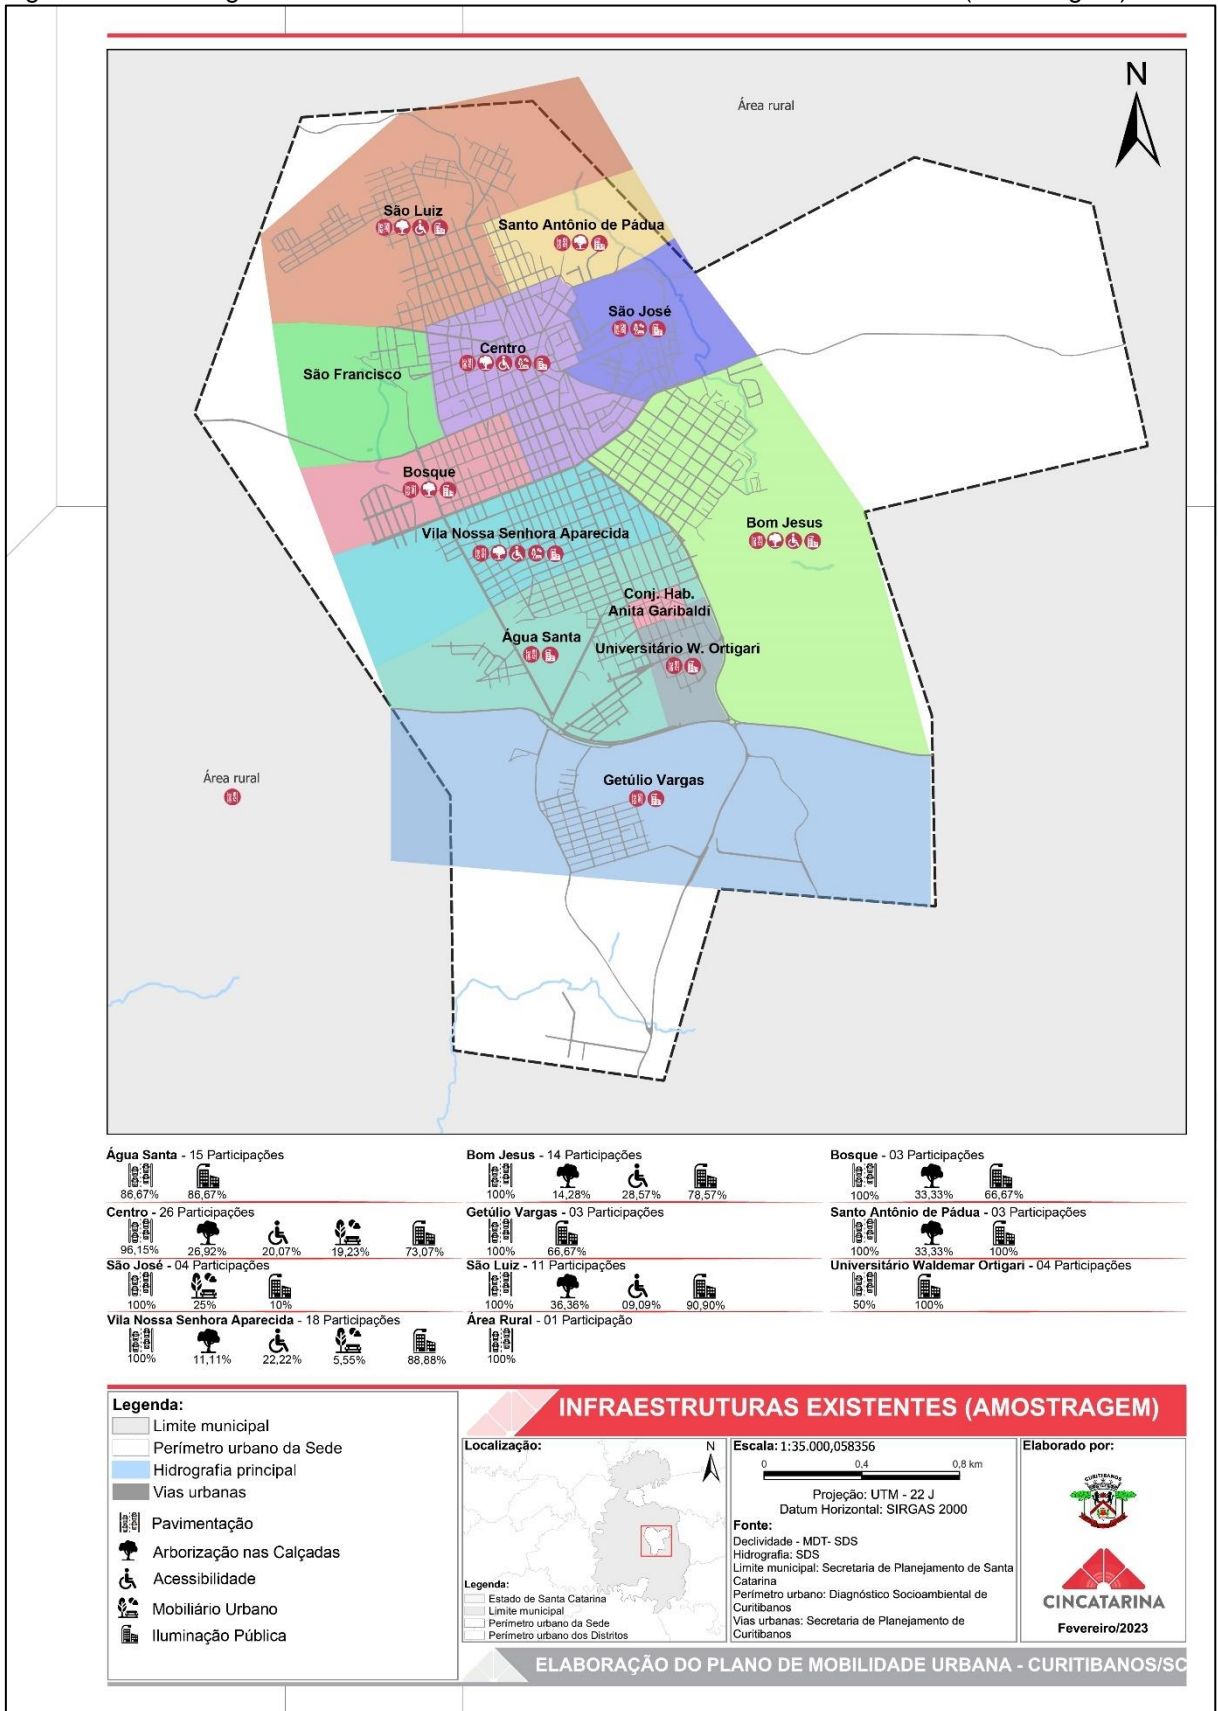 N
Área rural
São Luiz
Santo Antônio de Pádua
São José
Centro
São Francisco
Bosque
Vila Nossa Senhora Aparecida
Bom Jesus
Conj. Hab.
Anita Garibaldi
Água Santa
Universitário W. Ortigari
Área rural
Getúlio Vargas
Água Santa - 15 Participações
86,67% 86,67%
Bom Jesus - 14 Participações
100% 14,28% 28,57% 78,57%
Bosque - 03 Participações
100% 33,33% 66,67%
Centro - 26 Participações
96,15% 26,92% 20,07% 19,23% 73,07%
Getúlio Vargas - 03 Participações
100% 66,67%
Santo Antônio de Pádua - 03 Participações
100% 33,33% 100%
São José - 04 Participações
100% 25% 10%
São Luiz - 11 Participações
100% 36,36% 09,09% 90,90%
Universitário Waldemar Ortigari - 04 Participações
50% 100%
Vila Nossa Senhora Aparecida - 18 Participações
100% 11,11% 22,22% 5,55% 88,88%
Área Rural - 01 Participação
100%
Legenda:
Limite municipal
Perímetro urbano da Sede
Hidrografia principal
Vias urbanas
Pavimentação
Arborização nas Calçadas
Acessibilidade
Mobiliário Urbano
Iluminação Pública
INFRAESTRUTURAS EXISTENTES (AMOSTRAGEM)
Localização:
N
Legenda:
Estado de Santa Catarina
Limite municipal
Perímetro urbano da Sede
Perímetro urbano dos Distritos
Escala: 1:35.000,058356
0 0,4 0,8 km
Projeção: UTM - 22 J
Datum Horizontal: SIRGAS 2000
Fonte:
Declividade - MDT- SDS
Hidrografia: SDS
Limite municipal: Secretaria de Planejamento de Santa
Catarina
Perímetro urbano: Diagnóstico Socioambiental de
Curitibanos
Vias urbanas: Secretaria de Planejamento de
Curitibanos
Elaborado por:
CURITIBANOS
CINCATARINA
Fevereiro/2023
ELABORAÇÃO DO PLANO DE MOBILIDADE URBANA - CURITIBANOS/SC